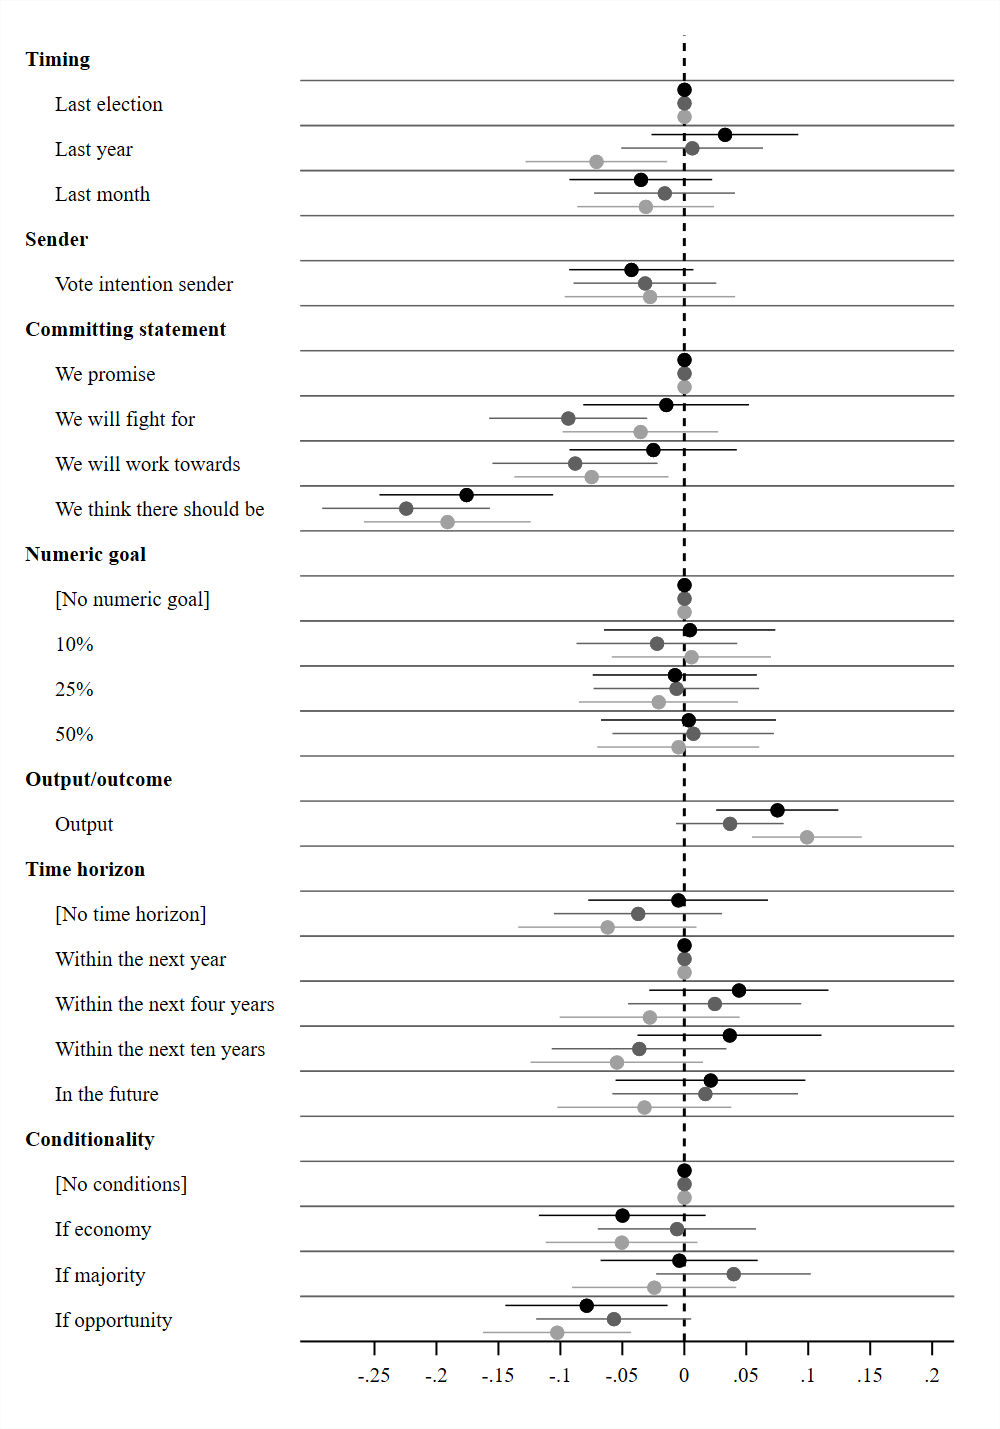 Timing
Last election
Last year
Last month
Sender
Vote intention sender
Committing statement
We promise
We will fight for
We will work towards
We think there should be
Numeric goal
[No numeric goal]
10%
25%
50%
Output/outcome
Output
Time horizon
[No time horizon]
Within the next year
Within the next four years
Within the next ten years
In the future
Conditionality
[No conditions]
If economy
If majority
If opportunity
-.25 -.2 -.15 -.1 -.05 0 .05 .1 .15 .2